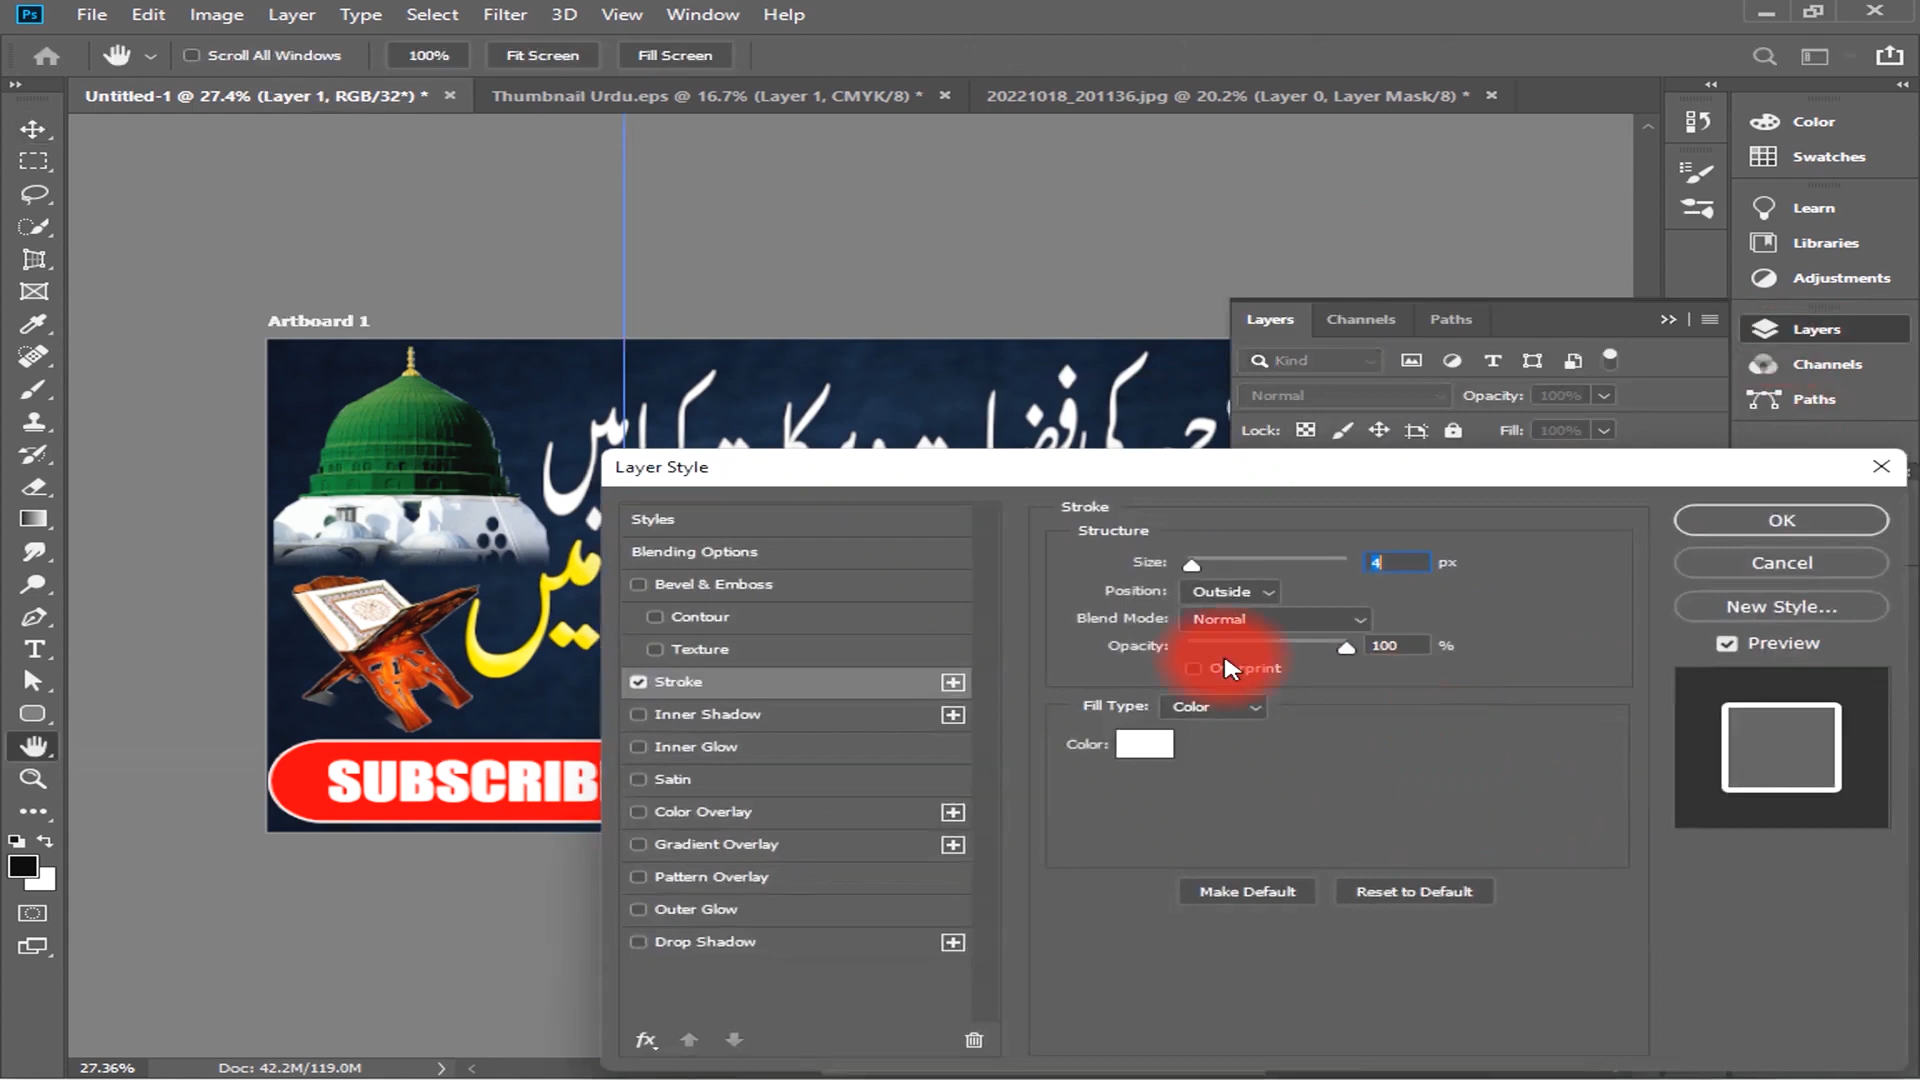 Ps File Edit Image Layer Type Select Filter 3D View Window Help
Scroll All Windows 100% Fit Screen Fill Screen
Untitled-1 @ 27.4% (Layer 1, RGB/32*) * Thumbnail Urdu.eps @ 16.7% (Layer 1, CMYK/8) * 20221018_201136.jpg @ 20.2% (Layer 0, Layer Mask/8) *
Color
Swatches
Learn
Libraries
Adjustments
Layers
Channels
Paths
Artboard 1
میں
SUBSCRIB
Layers Channels Paths
Kind
Normal Opacity: 100%
Lock: Fill: 100%
Layer Style
Styles
Blending Options
Bevel & Emboss
Contour
Texture
Stroke
Inner Shadow
Inner Glow
Satin
Color Overlay
Gradient Overlay
Pattern Overlay
Outer Glow
Drop Shadow
fx
Stroke
Structure
Size: 4 px
Position: Outside
Blend Mode: Normal
Opacity: 100 %
Overprint
Fill Type: Color
Color:
Make Default Reset to Default
OK
Cancel
New Style...
Preview
27.36% Doc: 42.2M/119.0M